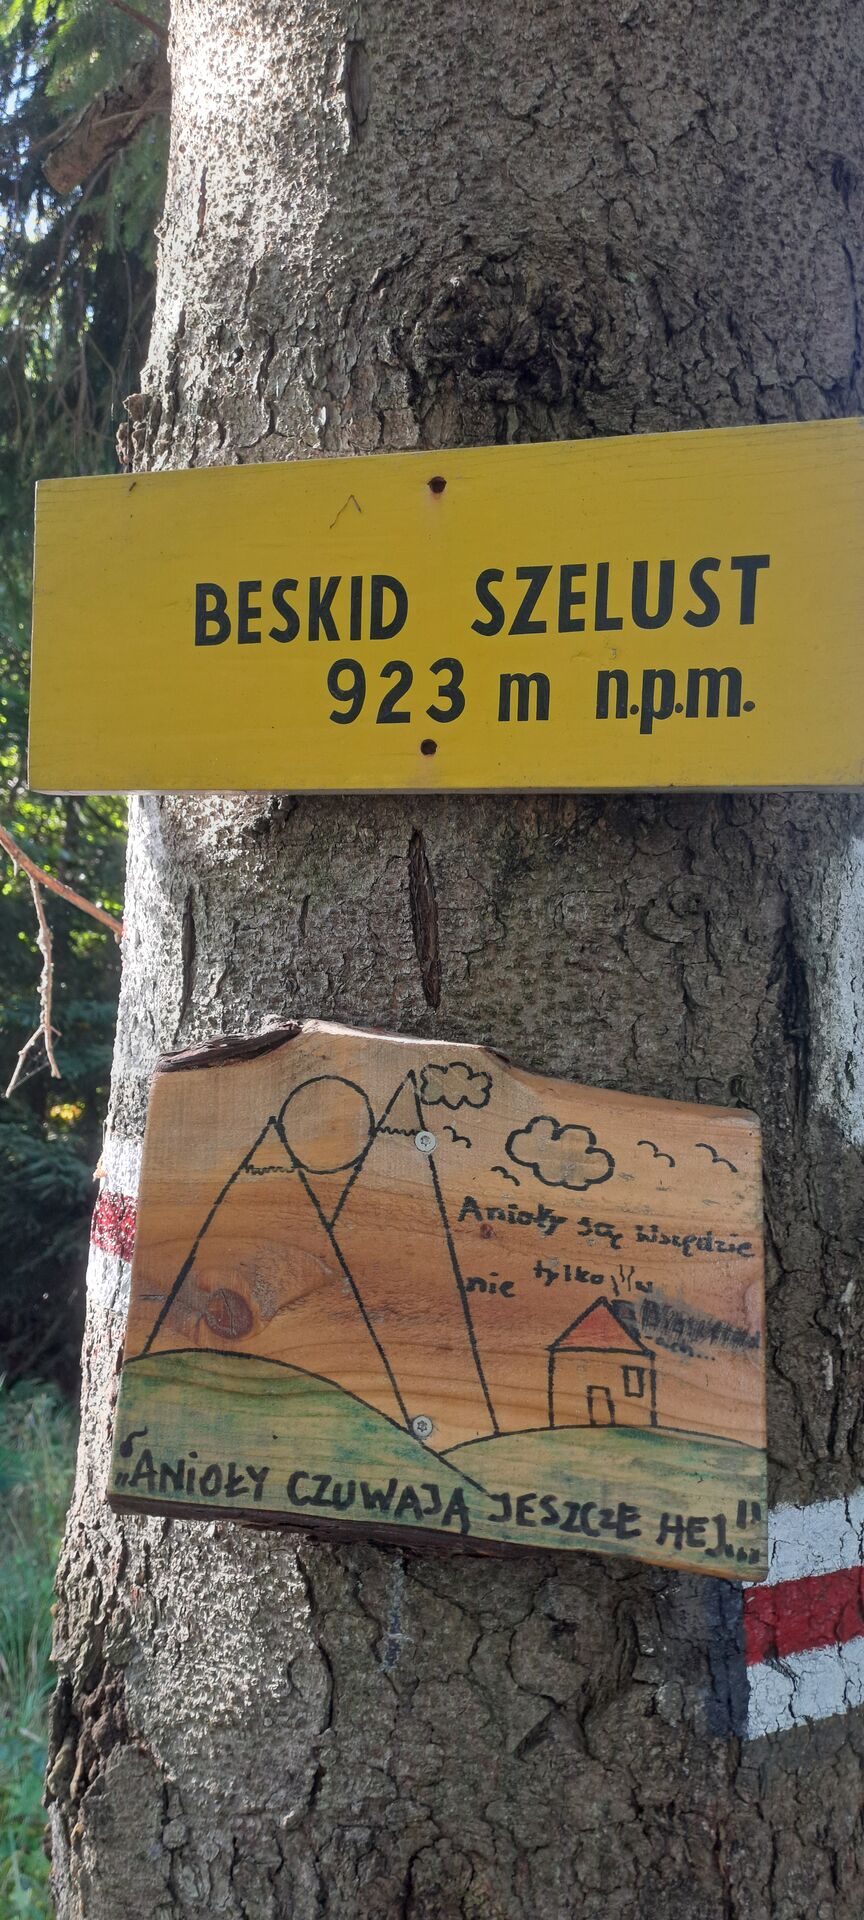 BESKID SZELUST
923 m n.p.m.
Anioły są wszędzie
nie tylko w
"ANIOŁY CZUWAJĄ JESZCZE HEJ..."